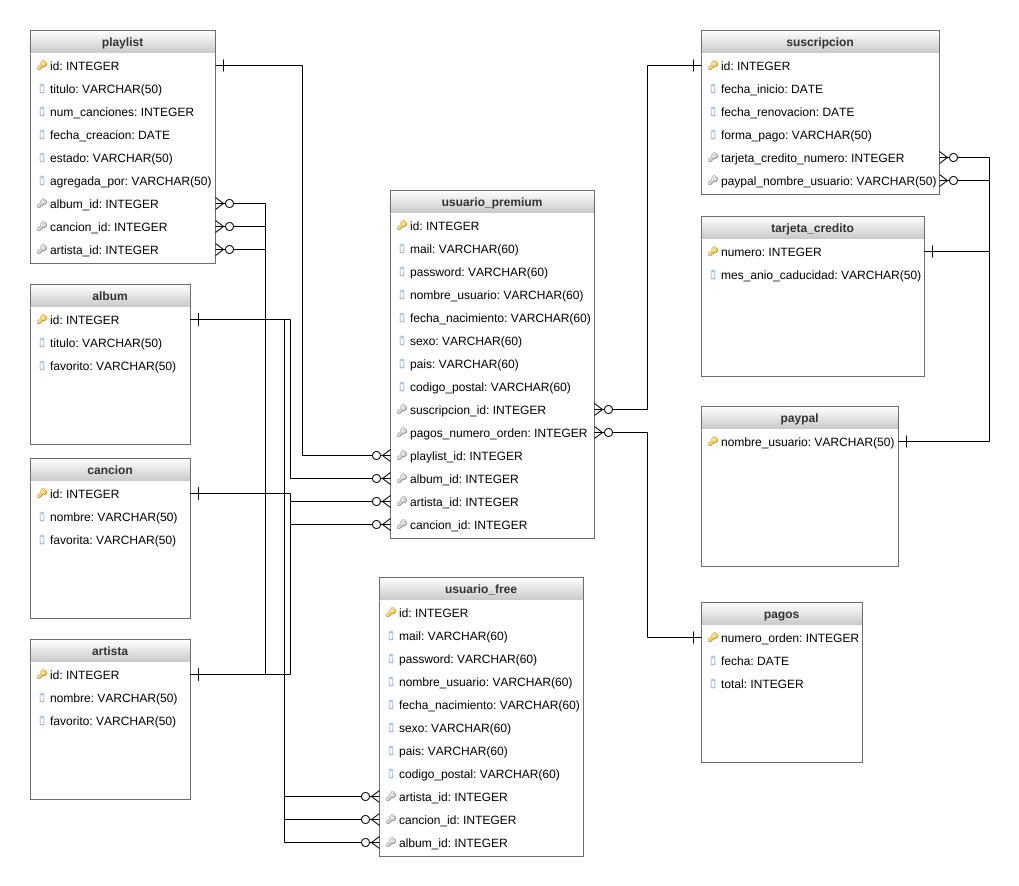 playlist
id: INTEGER
titulo: VARCHAR(50)
num_canciones: INTEGER
fecha_creacion: DATE
estado: VARCHAR(50)
agregada_por: VARCHAR(50)
album_id: INTEGER
cancion_id: INTEGER
artista_id: INTEGER
album
id: INTEGER
titulo: VARCHAR(50)
favorito: VARCHAR(50)
cancion
id: INTEGER
nombre: VARCHAR(50)
favorita: VARCHAR(50)
artista
id: INTEGER
nombre: VARCHAR(50)
favorito: VARCHAR(50)
usuario_premium
id: INTEGER
mail: VARCHAR(60)
password: VARCHAR(60)
nombre_usuario: VARCHAR(60)
fecha_nacimiento: VARCHAR(60)
sexo: VARCHAR(60)
pais: VARCHAR(60)
codigo_postal: VARCHAR(60)
suscripcion_id: INTEGER
pagos_numero_orden: INTEGER
playlist_id: INTEGER
album_id: INTEGER
artista_id: INTEGER
cancion_id: INTEGER
usuario_free
id: INTEGER
mail: VARCHAR(60)
password: VARCHAR(60)
nombre_usuario: VARCHAR(60)
fecha_nacimiento: VARCHAR(60)
sexo: VARCHAR(60)
pais: VARCHAR(60)
codigo_postal: VARCHAR(60)
artista_id: INTEGER
cancion_id: INTEGER
album_id: INTEGER
suscripcion
id: INTEGER
fecha_inicio: DATE
fecha_renovacion: DATE
forma_pago: VARCHAR(50)
tarjeta_credito_numero: INTEGER
paypal_nombre_usuario: VARCHAR(50)
tarjeta_credito
numero: INTEGER
mes_anio_caducidad: VARCHAR(50)
paypal
nombre_usuario: VARCHAR(50)
pagos
numero_orden: INTEGER
fecha: DATE
total: INTEGER